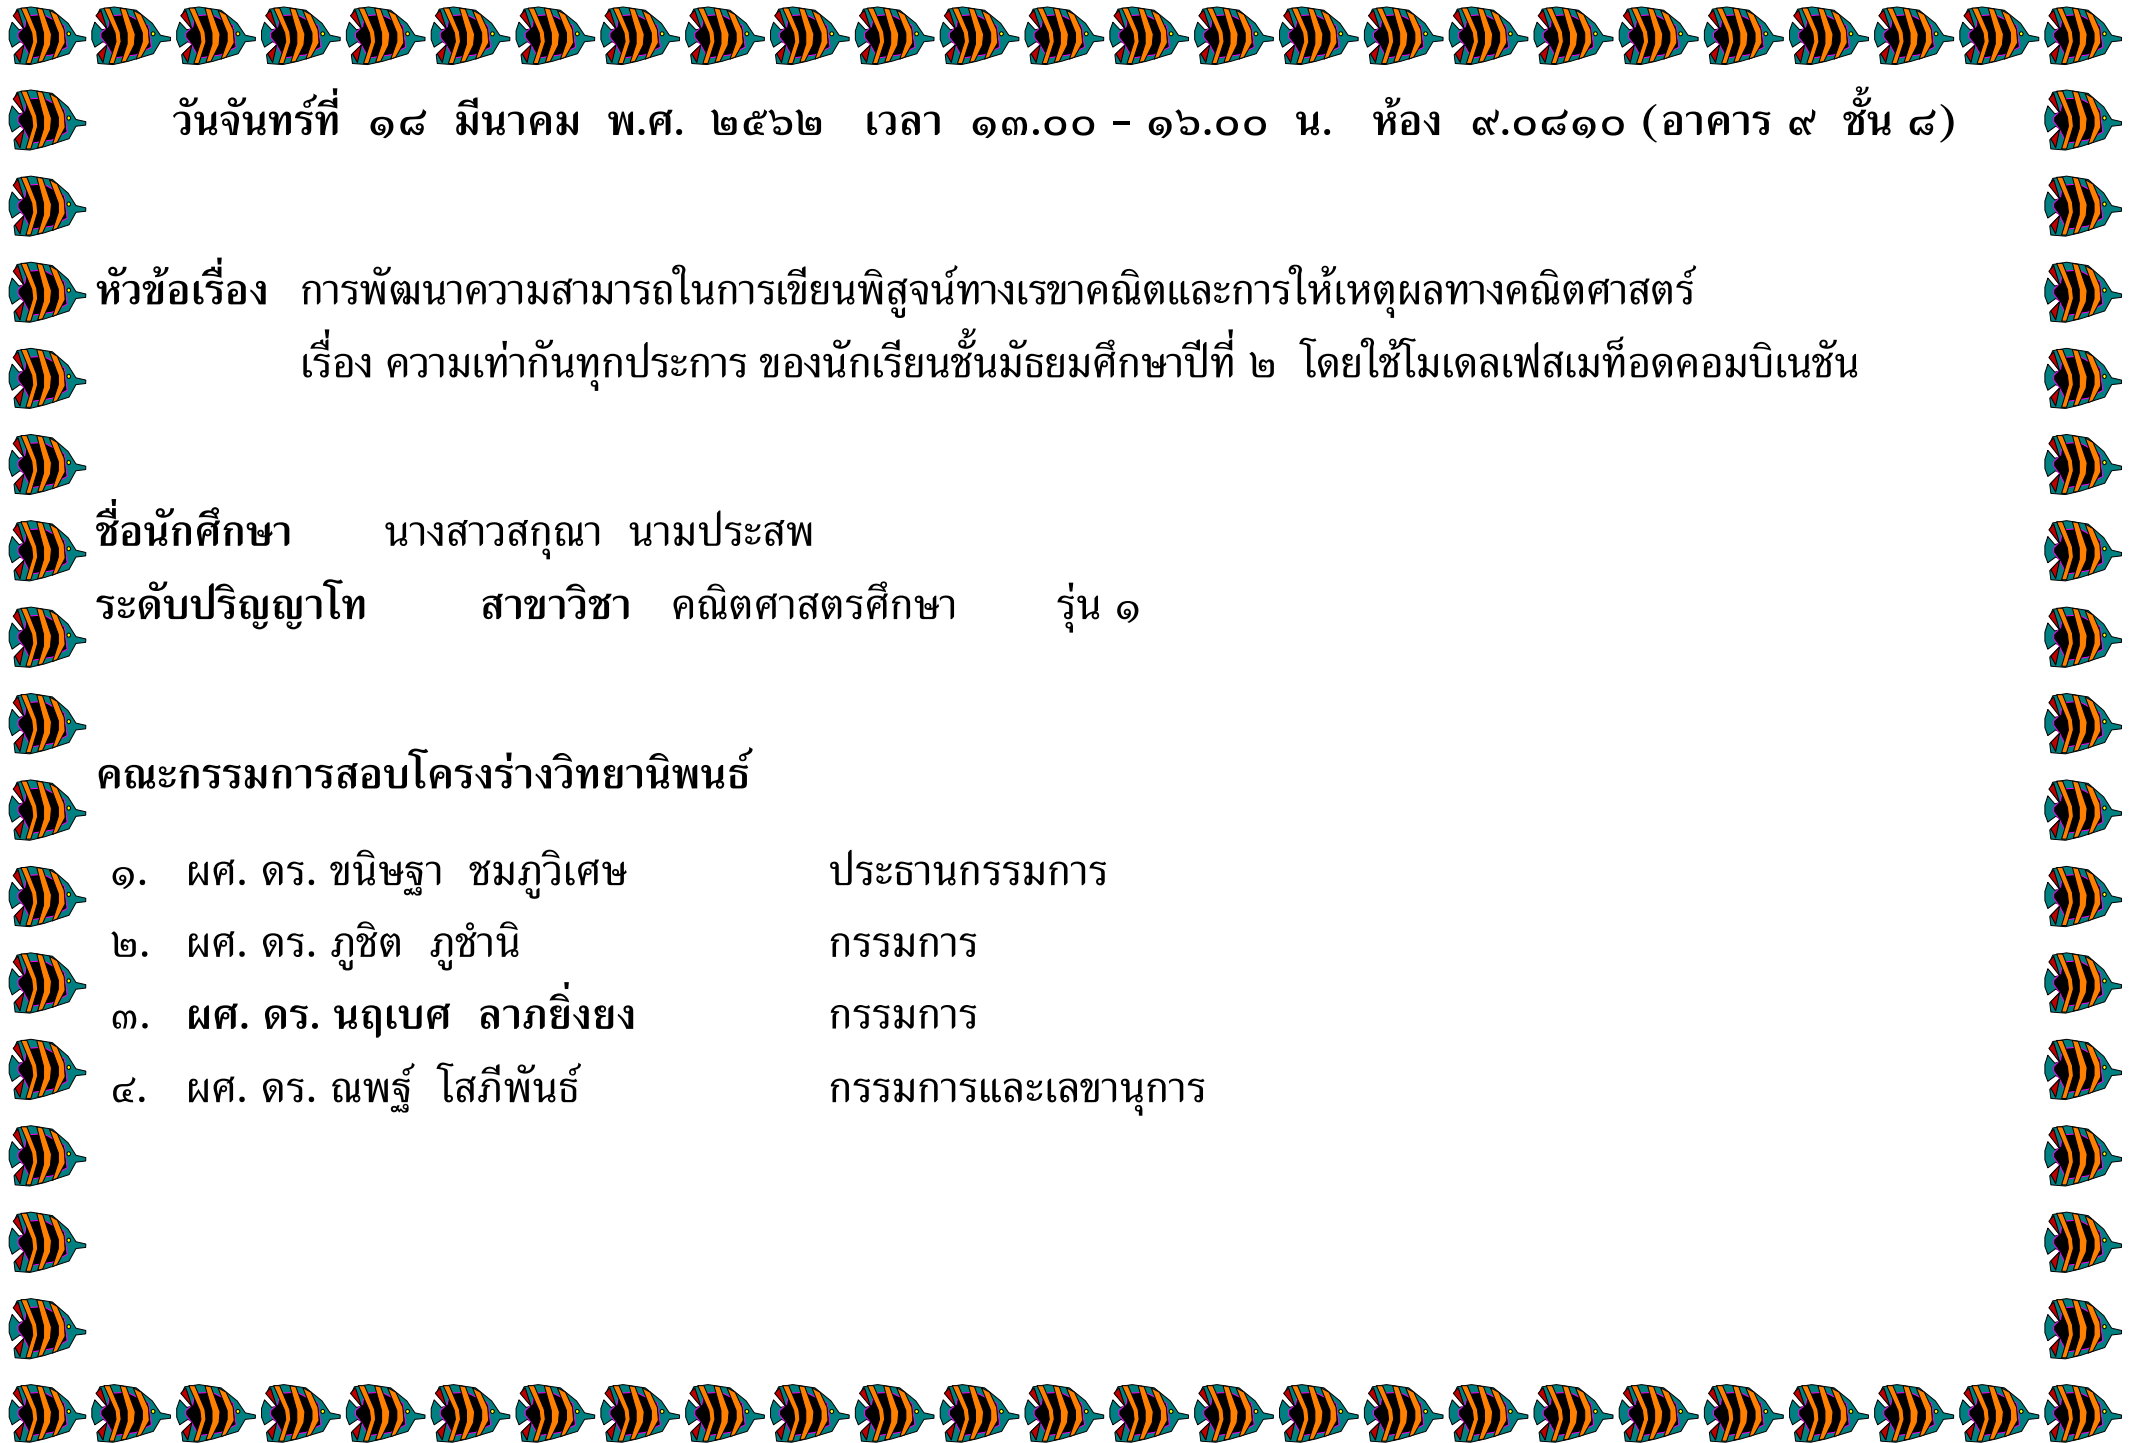 วันจันทร์ที่ ๑๘ มีนาคม พ.ศ. ๒๕๖๒ เวลา ๑๓.๐๐ - ๑๖.๐๐ น. ห้อง ๙.๐๘๑๐ (อาคาร ๙ ชั้น ๘)
หัวข้อเรื่อง การพัฒนาความสามารถในการเขียนพิสูจน์ทางเรขาคณิตและการให้เหตุผลทางคณิตศาสตร์
เรื่อง ความเท่ากันทุกประการ ของนักเรียนชั้นมัธยมศึกษาปีที่ ๒ โดยใช้โมเดลเฟสเมท็อดคอมบิเนชัน
ชื่อนักศึกษา นางสาวสกุณา นามประสพ
ระดับปริญญาโท สาขาวิชา คณิตศาสตรศึกษา รุ่น ๑
คณะกรรมการสอบโครงร่างวิทยานิพนธ์
๑. ผศ. ดร. ขนิษฐา ชมภูวิเศษ ประธานกรรมการ
๒. ผศ. ดร. ภูชิต ภูชำนิ กรรมการ
๓. ผศ. ดร. นฤเบศ ลาภยิ่งยง กรรมการ
๔. ผศ. ดร. ณพฐ์ โสภีพันธ์ กรรมการและเลขานุการ